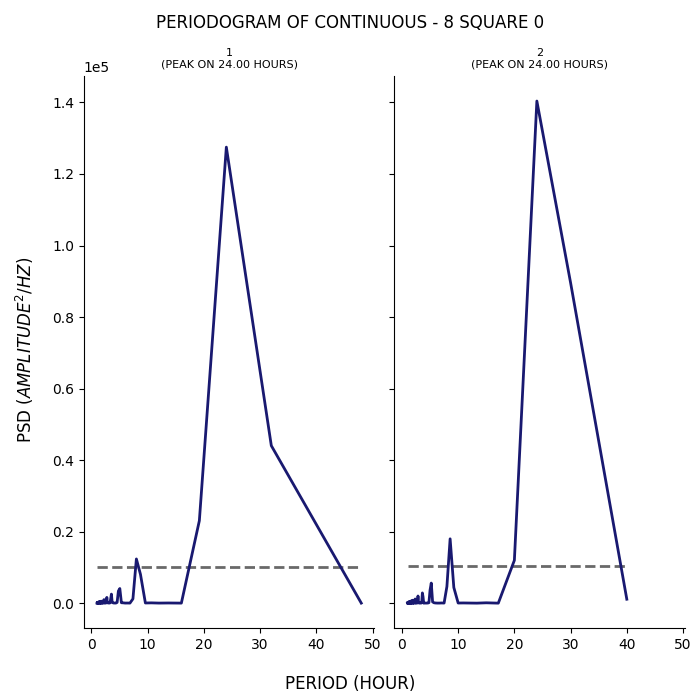 PERIODOGRAM OF CONTINUOUS - 8 SQUARE 0
1
(PEAK ON 24.00 HOURS)
2
(PEAK ON 24.00 HOURS)
1e5
1.4
1.2
1.0
0.8
0.6
0.4
0.2
0.0
PSD (AMPLITUDE²/HZ)
0 10 20 30 40 50
0 10 20 30 40 50
PERIOD (HOUR)